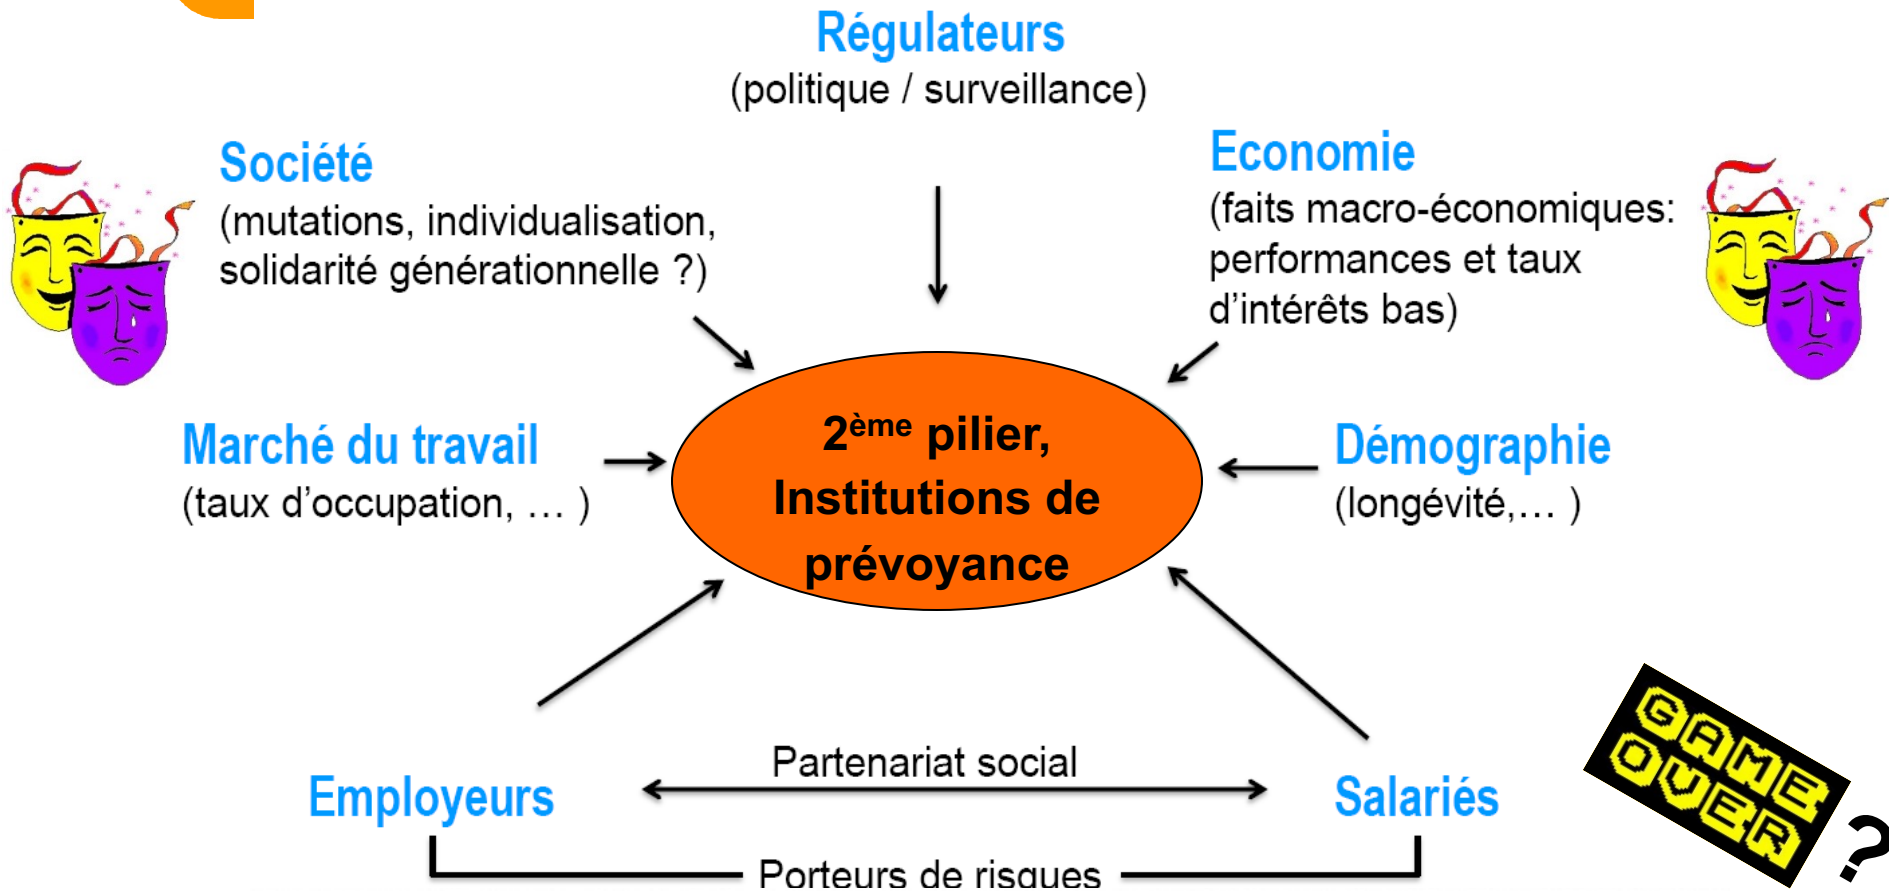 Régulateurs
(politique / surveillance)
Société
(mutations, individualisation,
solidarité générationnelle ?)
Economie
(faits macro-économiques:
performances et taux
d’intérêts bas)
Marché du travail
(taux d’occupation, … )
2ème pilier,
Institutions de
prévoyance
Démographie
(longévité,… )
Partenariat social
Employeurs
Salariés
Porteurs de risques
GAME
OVER
?